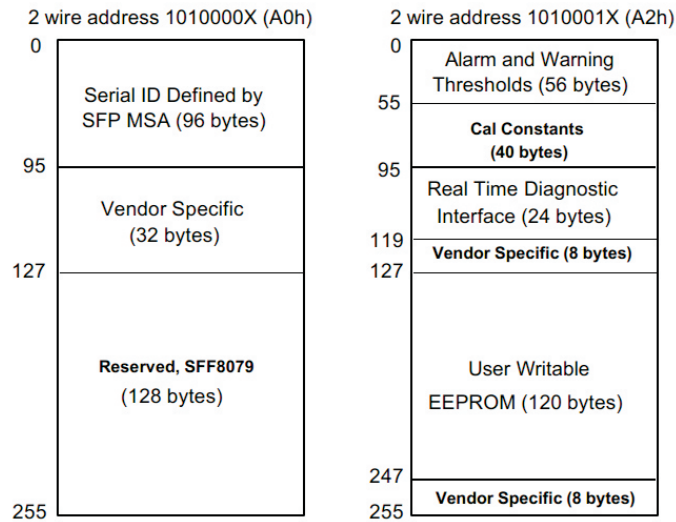 2 wire address 1010000X (A0h)
0
Serial ID Defined by
SFP MSA (96 bytes)
95
Vendor Specific
(32 bytes)
127
Reserved, SFF8079
(128 bytes)
255
2 wire address 1010001X (A2h)
0
Alarm and Warning
Thresholds (56 bytes)
55
Cal Constants
(40 bytes)
95
Real Time Diagnostic
Interface (24 bytes)
119
Vendor Specific (8 bytes)
127
User Writable
EEPROM (120 bytes)
247
Vendor Specific (8 bytes)
255